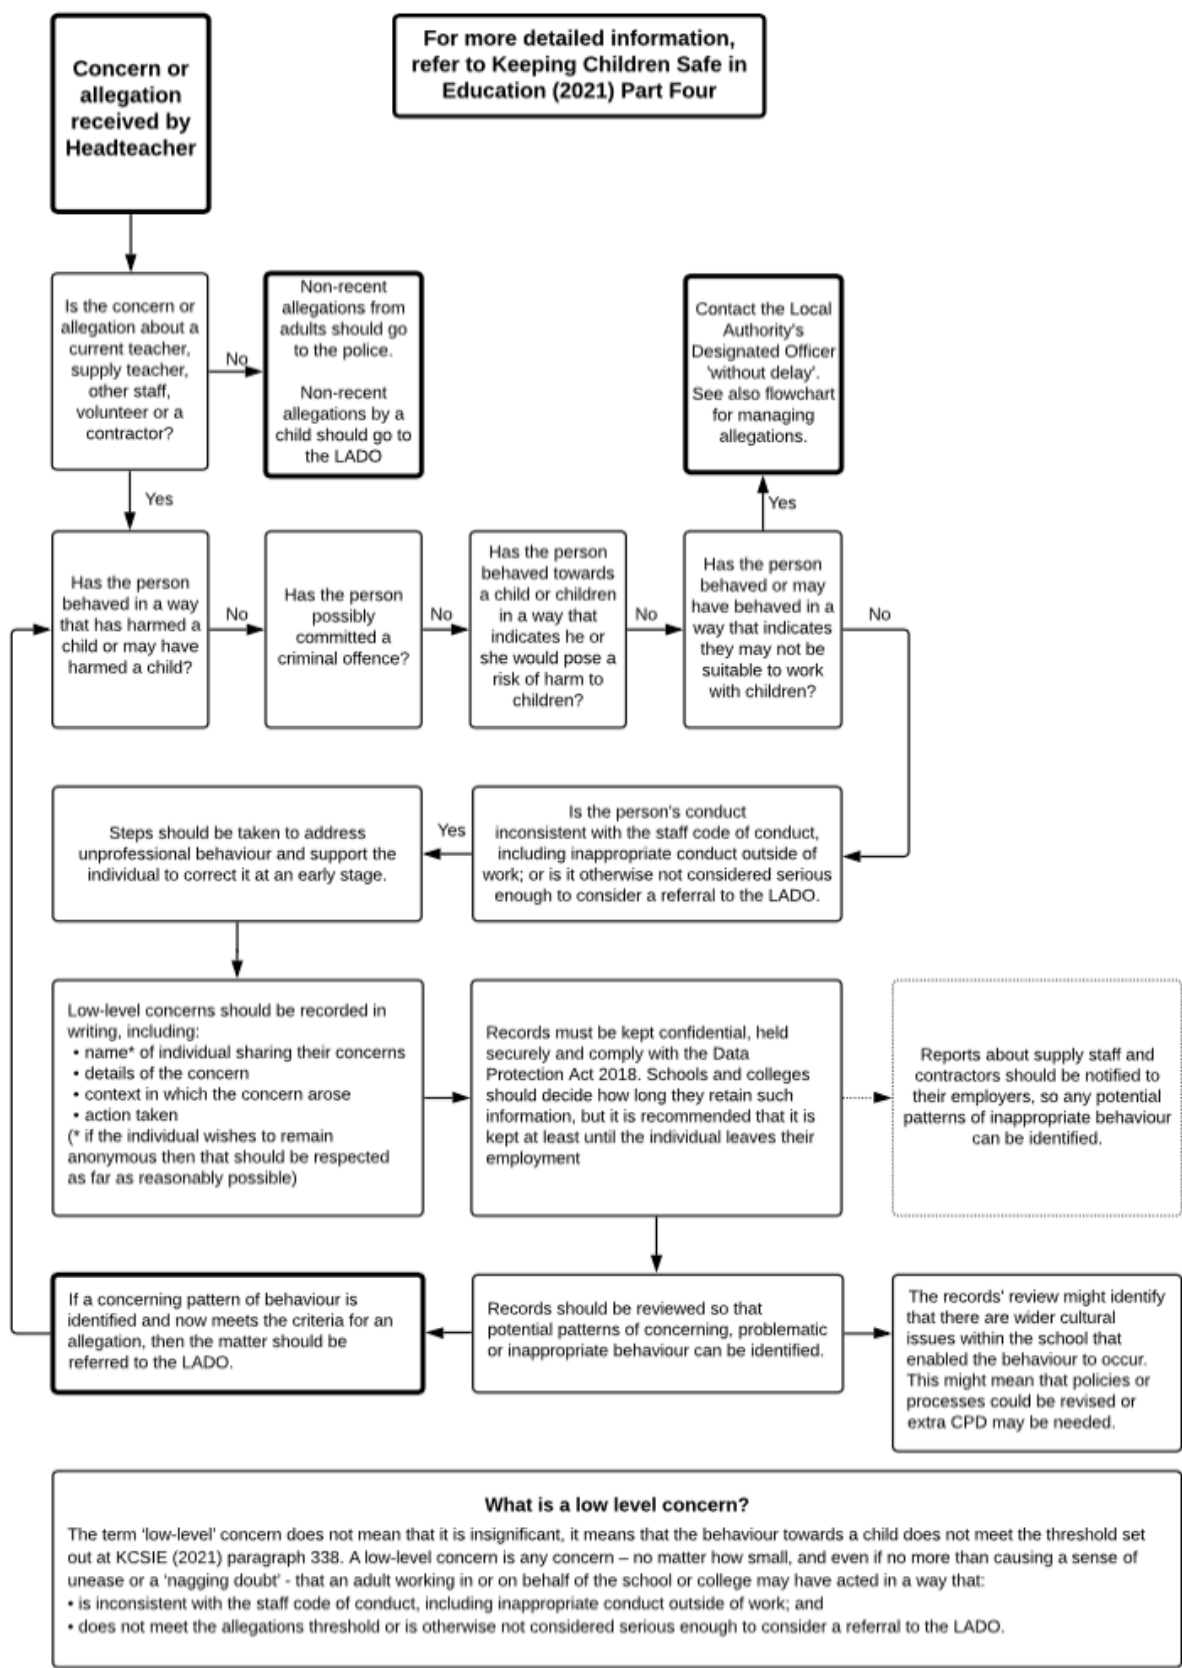 Concern or
allegation
received by
Headteacher
For more detailed information,
refer to Keeping Children Safe in
Education (2021) Part Four
Is the concern or
allegation about a
current teacher,
supply teacher,
other staff,
volunteer or a
contractor?
No
Non-recent
allegations from
adults should go
to the police.
Non-recent
allegations by a
child should go to
the LADO
Contact the Local
Authority's
Designated Officer
'without delay'.
See also flowchart
for managing
allegations.
Yes
Yes
Has the person
behaved in a way
that has harmed a
child or may have
harmed a child?
No
Has the person
possibly
committed a
criminal offence?
No
Has the person
behaved towards
a child or children
in a way that
indicates he or
she would pose a
risk of harm to
children?
No
Has the person
behaved or may
have behaved in a
way that indicates
they may not be
suitable to work
with children?
No
Is the person's conduct
inconsistent with the staff code of conduct,
including inappropriate conduct outside of
work; or is it otherwise not considered serious
enough to consider a referral to the LADO.
Yes
Steps should be taken to address
unprofessional behaviour and support the
individual to correct it at an early stage.
Low-level concerns should be recorded in
writing, including:
• name* of individual sharing their concerns
• details of the concern
• context in which the concern arose
• action taken
(* if the individual wishes to remain
anonymous then that should be respected
as far as reasonably possible)
Records must be kept confidential, held
securely and comply with the Data
Protection Act 2018. Schools and colleges
should decide how long they retain such
information, but it is recommended that it is
kept at least until the individual leaves their
employment
Reports about supply staff and
contractors should be notified to
their employers, so any potential
patterns of inappropriate behaviour
can be identified.
If a concerning pattern of behaviour is
identified and now meets the criteria for an
allegation, then the matter should be
referred to the LADO.
Records should be reviewed so that
potential patterns of concerning, problematic
or inappropriate behaviour can be identified.
The records' review might identify
that there are wider cultural
issues within the school that
enabled the behaviour to occur.
This might mean that policies or
processes could be revised or
extra CPD may be needed.
What is a low level concern?
The term 'low-level' concern does not mean that it is insignificant, it means that the behaviour towards a child does not meet the threshold set
out at KCSIE (2021) paragraph 338. A low-level concern is any concern – no matter how small, and even if no more than causing a sense of
unease or a 'nagging doubt' - that an adult working in or on behalf of the school or college may have acted in a way that:
• is inconsistent with the staff code of conduct, including inappropriate conduct outside of work; and
• does not meet the allegations threshold or is otherwise not considered serious enough to consider a referral to the LADO.